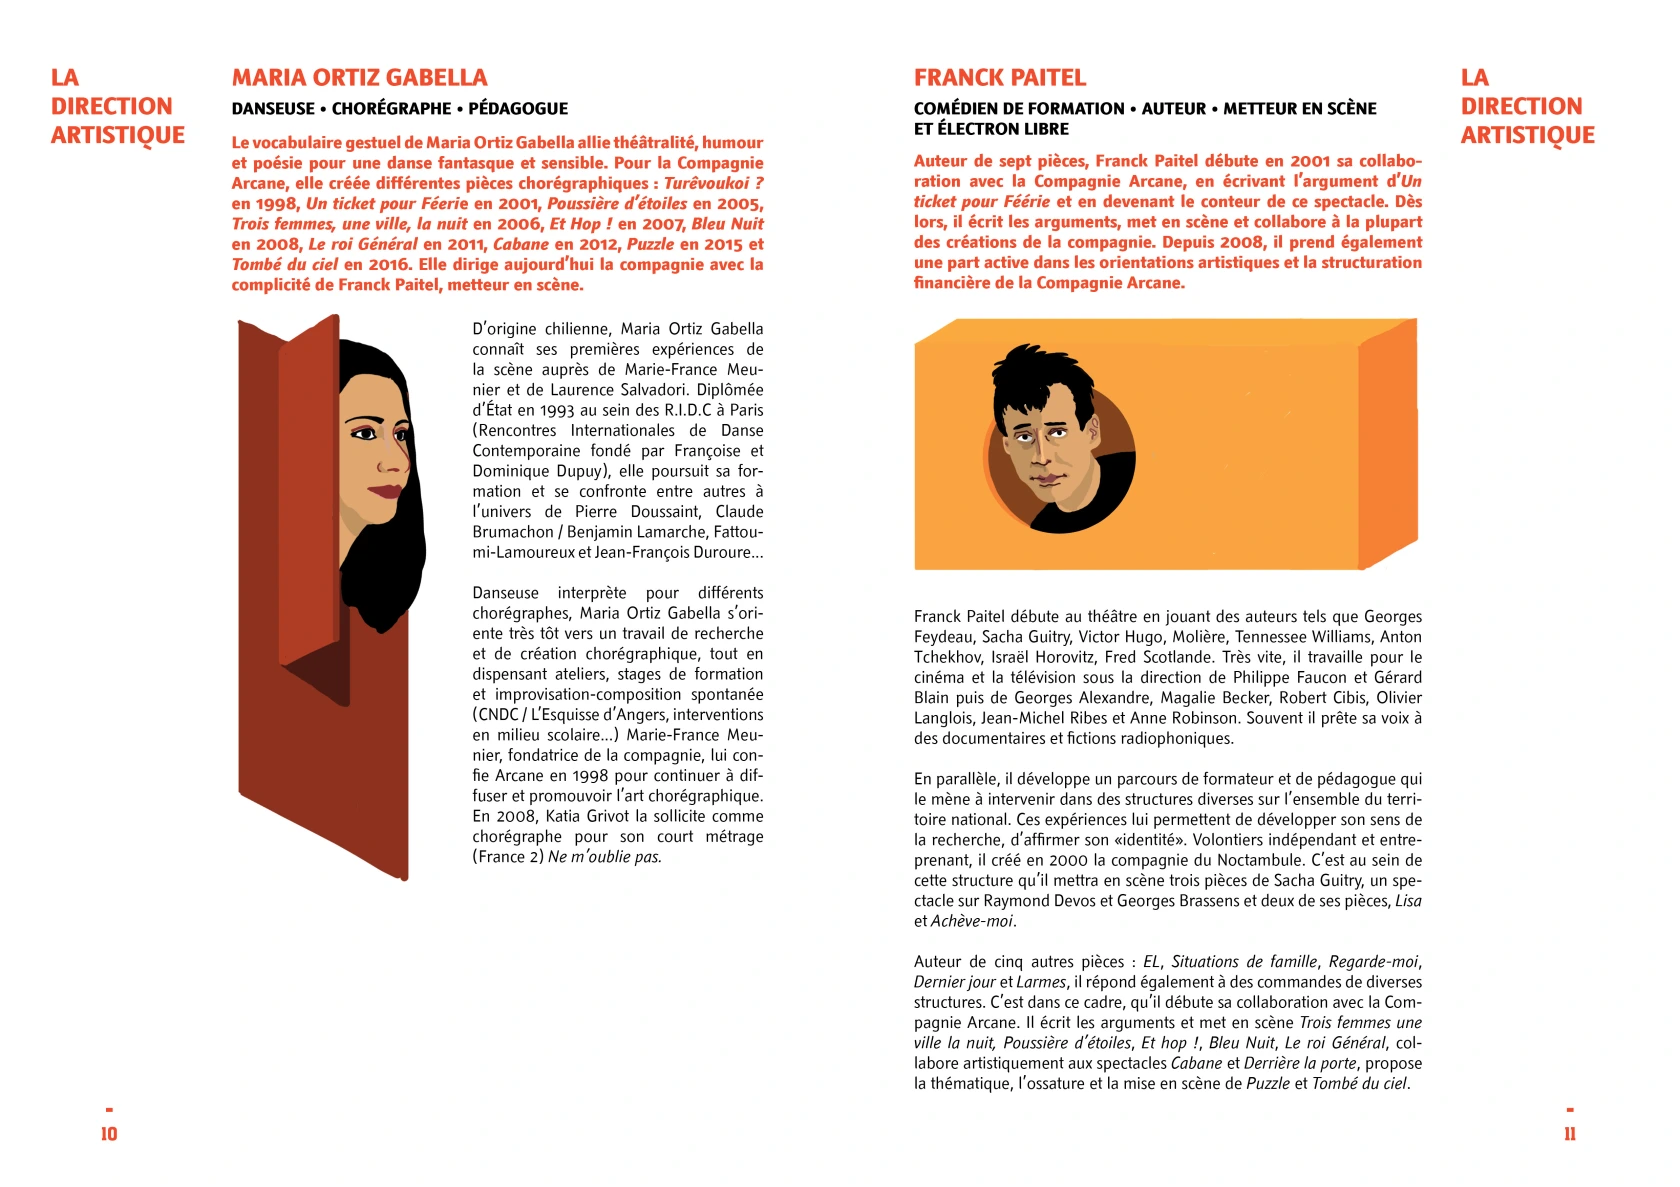 LA
DIRECTION
ARTISTIQUE
MARIA ORTIZ GABELLA
DANSEUSE • CHORÉGRAPHE • PÉDAGOGUE
Le vocabulaire gestuel de Maria Ortiz Gabella allie théâtralité, humour
et poésie pour une danse fantasque et sensible. Pour la Compagnie
Arcane, elle créée différentes pièces chorégraphiques : Turêvoukoi ?
en 1998, Un ticket pour Féerie en 2001, Poussière d'étoiles en 2005,
Trois femmes, une ville, la nuit en 2006, Et Hop ! en 2007, Bleu Nuit
en 2008, Le roi Général en 2011, Cabane en 2012, Puzzle en 2015 et
Tombé du ciel en 2016. Elle dirige aujourd'hui la compagnie avec la
complicité de Franck Paitel, metteur en scène.
D'origine chilienne, Maria Ortiz Gabella
connaît ses premières expériences de
la scène auprès de Marie-France Meu-
nier et de Laurence Salvadori. Diplômée
d'État en 1993 au sein des R.I.D.C à Paris
(Rencontres Internationales de Danse
Contemporaine fondé par Françoise et
Dominique Dupuy), elle poursuit sa for-
mation et se confronte entre autres à
l'univers de Pierre Doussaint, Claude
Brumachon / Benjamin Lamarche, Fattou-
mi-Lamoureux et Jean-François Duroure...
Danseuse interprète pour différents
chorégraphes, Maria Ortiz Gabella s'ori-
ente très tôt vers un travail de recherche
et de création chorégraphique, tout en
dispensant ateliers, stages de formation
et improvisation-composition spontanée
(CNDC / L'Esquisse d'Angers, interventions
en milieu scolaire...) Marie-France Meu-
nier, fondatrice de la compagnie, lui con-
fie Arcane en 1998 pour continuer à dif-
fuser et promouvoir l'art chorégraphique.
En 2008, Katia Grivot la sollicite comme
chorégraphe pour son court métrage
(France 2) Ne m'oublie pas.
-
10
FRANCK PAITEL
COMÉDIEN DE FORMATION • AUTEUR • METTEUR EN SCÈNE
ET ÉLECTRON LIBRE
Auteur de sept pièces, Franck Paitel débute en 2001 sa collabo-
ration avec la Compagnie Arcane, en écrivant l'argument d'Un
ticket pour Féérie et en devenant le conteur de ce spectacle. Dès
lors, il écrit les arguments, met en scène et collabore à la plupart
des créations de la compagnie. Depuis 2008, il prend également
une part active dans les orientations artistiques et la structuration
financière de la Compagnie Arcane.
Franck Paitel débute au théâtre en jouant des auteurs tels que Georges
Feydeau, Sacha Guitry, Victor Hugo, Molière, Tennessee Williams, Anton
Tchekhov, Israël Horovitz, Fred Scotlande. Très vite, il travaille pour le
cinéma et la télévision sous la direction de Philippe Faucon et Gérard
Blain puis de Georges Alexandre, Magalie Becker, Robert Cibis, Olivier
Langlois, Jean-Michel Ribes et Anne Robinson. Souvent il prête sa voix à
des documentaires et fictions radiophoniques.
En parallèle, il développe un parcours de formateur et de pédagogue qui
le mène à intervenir dans des structures diverses sur l'ensemble du terri-
toire national. Ces expériences lui permettent de développer son sens de
la recherche, d'affirmer son «identité». Volontiers indépendant et entre-
prenant, il créé en 2000 la compagnie du Noctambule. C'est au sein de
cette structure qu'il mettra en scène trois pièces de Sacha Guitry, un spe-
ctacle sur Raymond Devos et Georges Brassens et deux de ses pièces, Lisa
et Achève-moi.
Auteur de cinq autres pièces : EL, Situations de famille, Regarde-moi,
Dernier jour et Larmes, il répond également à des commandes de diverses
structures. C'est dans ce cadre, qu'il débute sa collaboration avec la Com-
pagnie Arcane. Il écrit les arguments et met en scène Trois femmes une
ville la nuit, Poussière d'étoiles, Et hop !, Bleu Nuit, Le roi Général, col-
labore artistiquement aux spectacles Cabane et Derrière la porte, propose
la thématique, l'ossature et la mise en scène de Puzzle et Tombé du ciel.
LA
DIRECTION
ARTISTIQUE
-
11